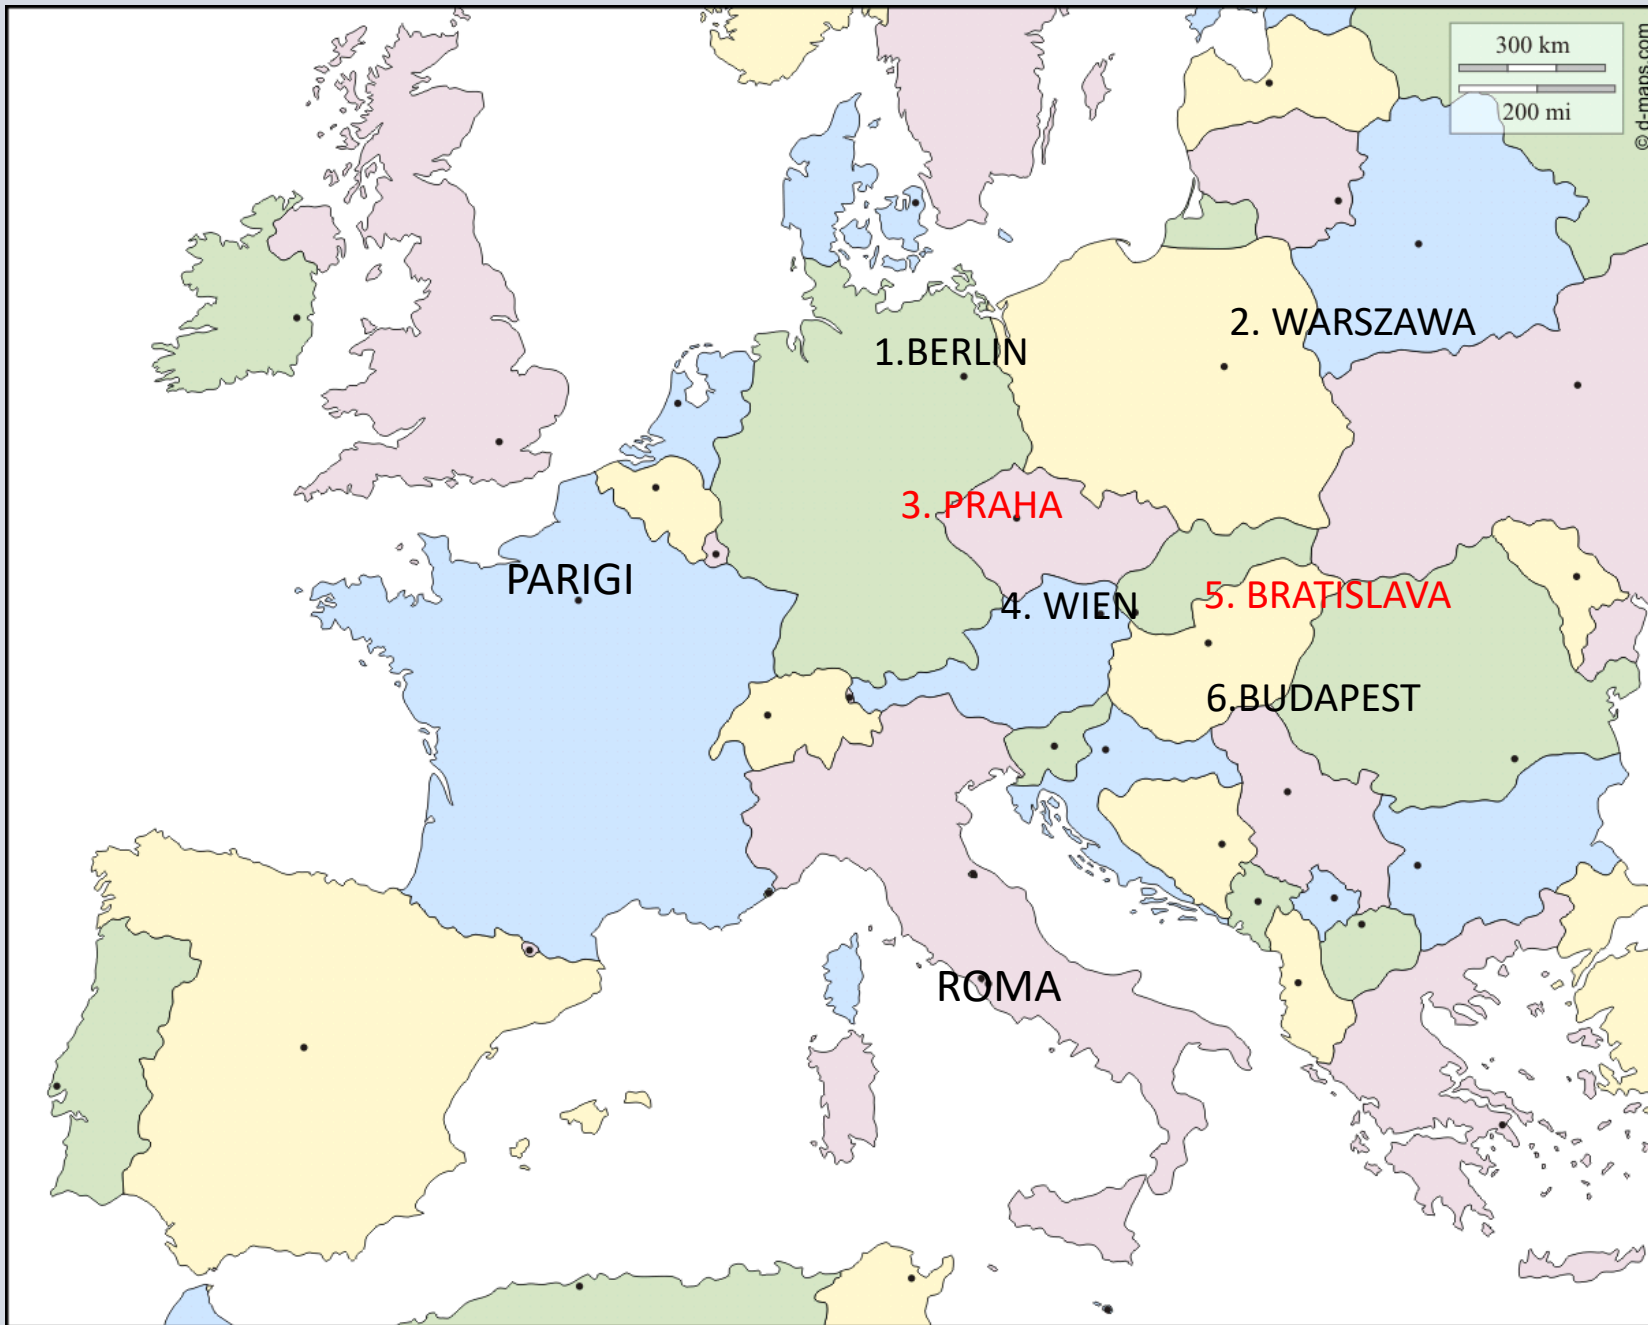 300 km
200 mi
© d-maps.com
2. WARSZAWA
1.BERLIN
3. PRAHA
PARIGI
4. WIEN
5. BRATISLAVA
6.BUDAPEST
ROMA